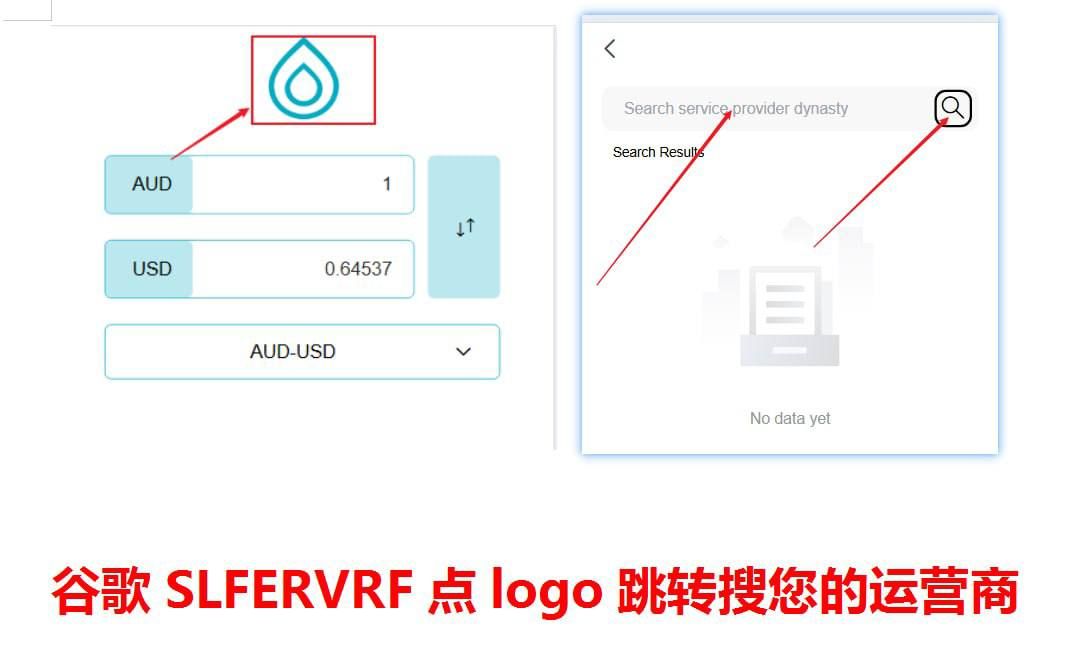 AUD 1
USD 0.64537
AUD-USD
Search service provider dynasty
Search Results
No data yet
谷歌 SLFERVRF 点 logo 跳转搜您的运营商